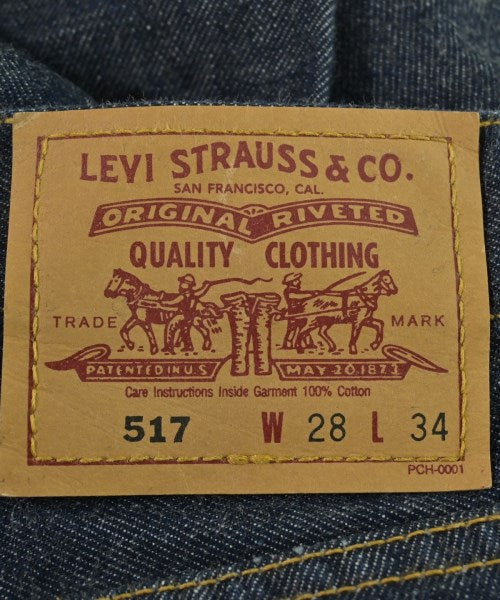 LEVI STRAUSS & CO.
SAN FRANCISCO, CAL.
ORIGINAL RIVETED
QUALITY CLOTHING
TRADE MARK
PATENTED IN U.S. MAY 20, 1873
Care Instructions Inside Garment 100% Cotton
517 W 28 L 34
PCH-0001